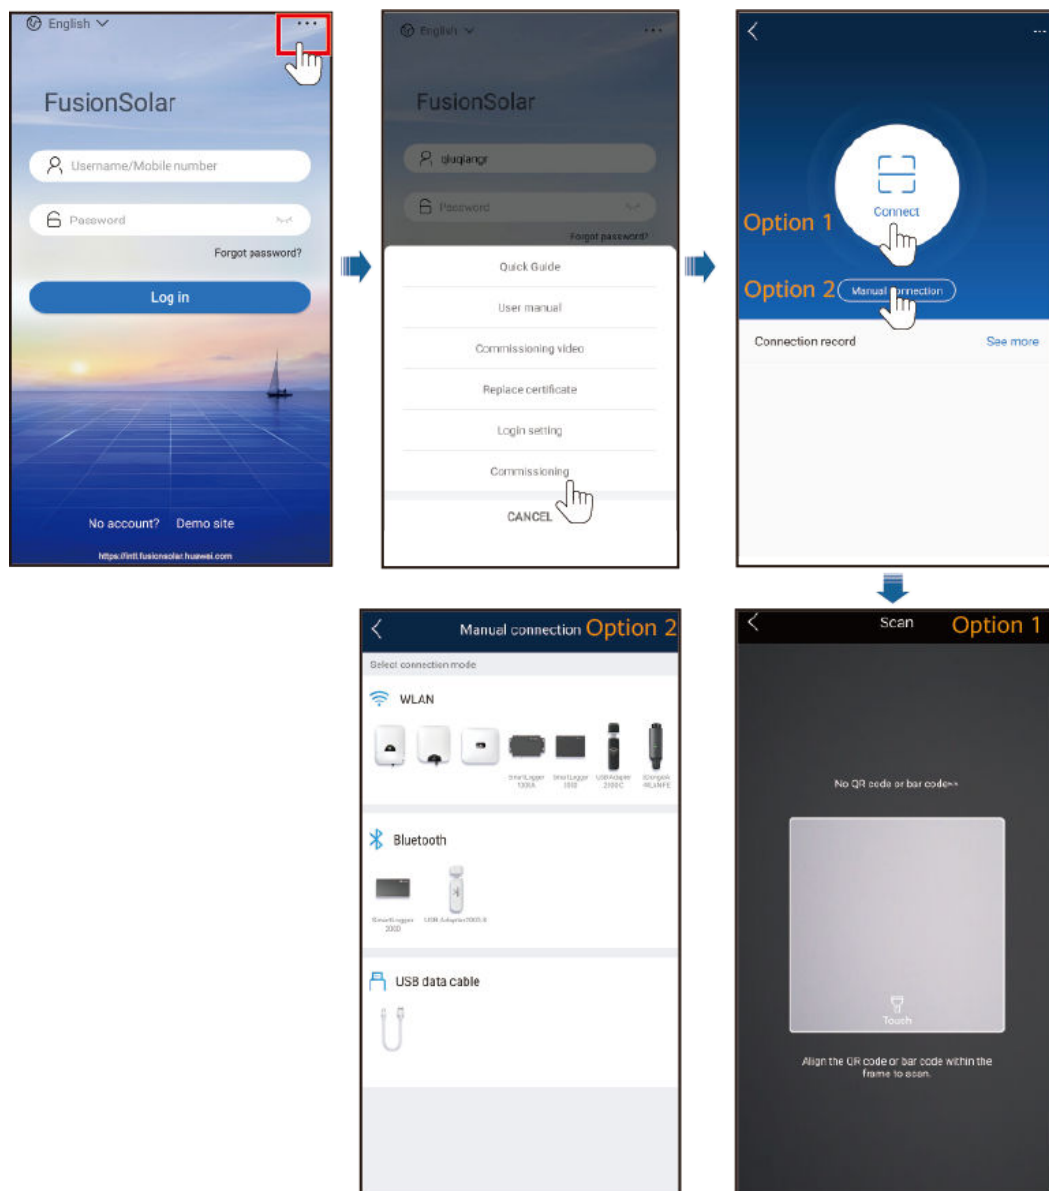 English
...
FusionSolar
Username/Mobile number
Password
Forgot password?
Log in
No account? Demo site
https://intl.fusionsolar.huawei.com
English
...
FusionSolar
qiuqiangr
Password
Forgot password?
Quick Guide
User manual
Commissioning video
Replace certificate
Login setting
Commissioning
CANCEL
...
Connect
Option 1
Option 2
Manual connection
Connection record
See more
Manual connection
Option 2
Select connection mode
WLAN
SmartLogger
SmartLogger
USB Adapter
2000-C
WLAN-FE
Bluetooth
SmartLogger
2000
USB Adapter2000-B
USB data cable
Scan
Option 1
No QR code or bar code
Touch
Align the QR code or bar code within the
frame to scan.